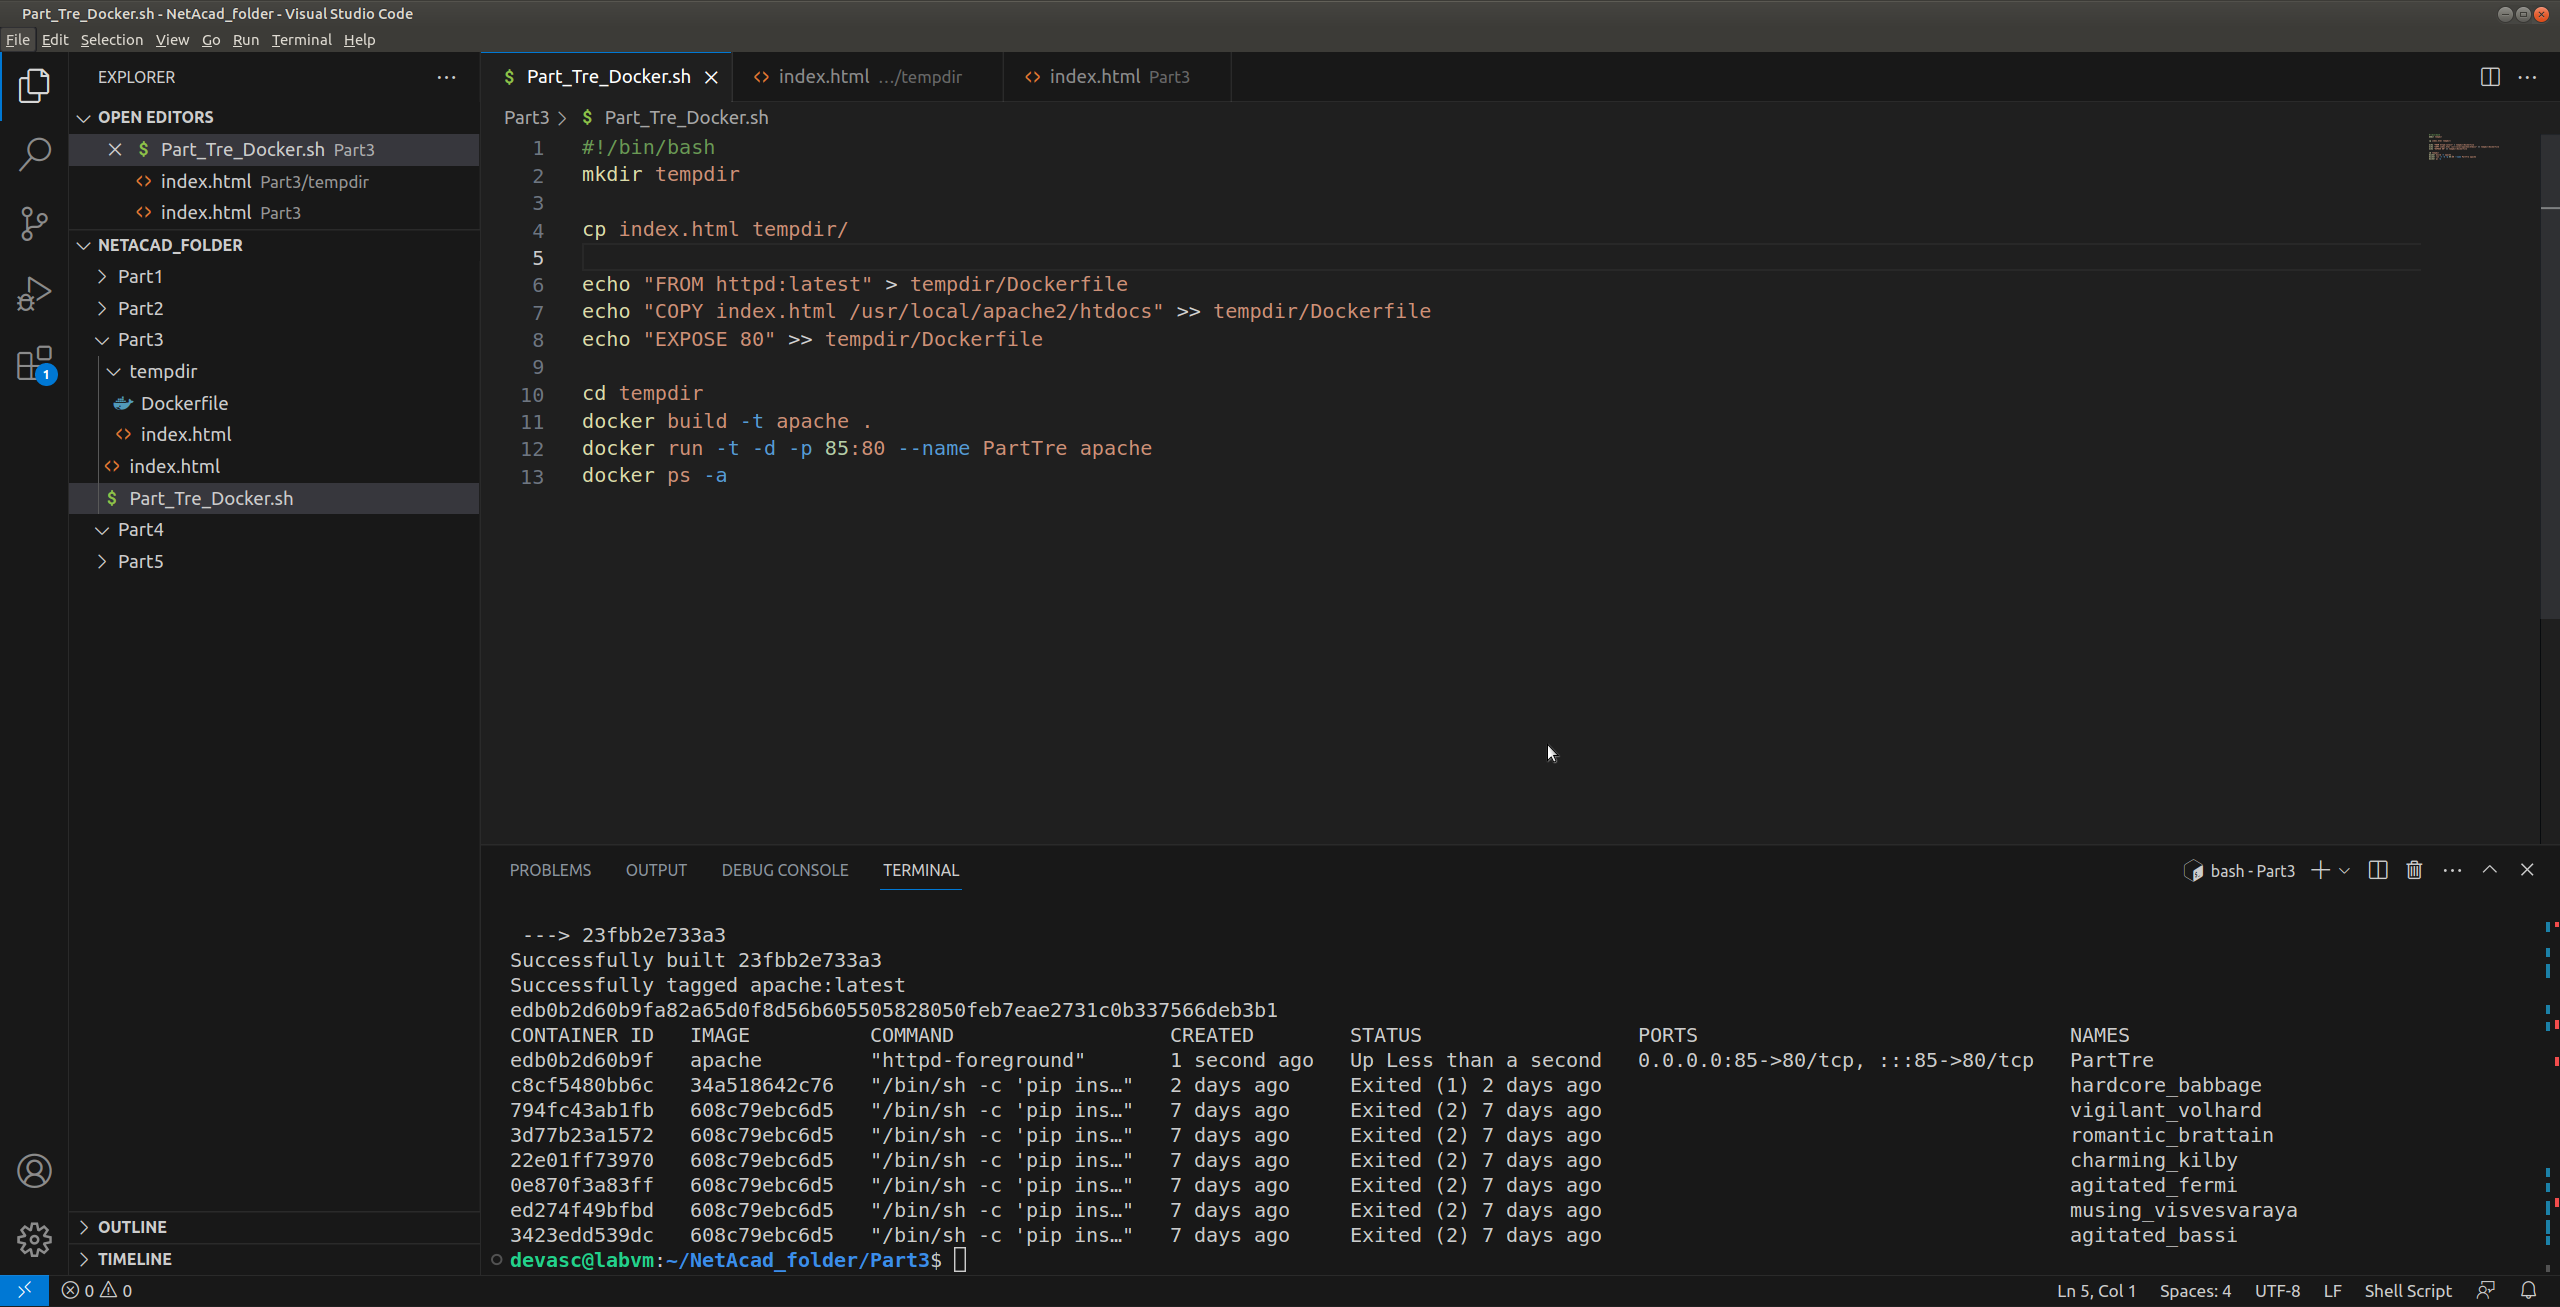 Part_Tre_Docker.sh - NetAcad_folder - Visual Studio Code
File Edit Selection View Go Run Terminal Help
EXPLORER
OPEN EDITORS
Part_Tre_Docker.sh Part3
index.html Part3/tempdir
index.html Part3
NETACAD_FOLDER
Part1
Part2
Part3
tempdir
Dockerfile
index.html
index.html
Part_Tre_Docker.sh
Part4
Part5
OUTLINE
TIMELINE
1
Part_Tre_Docker.sh
index.html .../tempdir
index.html Part3
Part3 > $ Part_Tre_Docker.sh
1 #!/bin/bash
2 mkdir tempdir
3
4 cp index.html tempdir/
5
6 echo "FROM httpd:latest" > tempdir/Dockerfile
7 echo "COPY index.html /usr/local/apache2/htdocs" >> tempdir/Dockerfile
8 echo "EXPOSE 80" >> tempdir/Dockerfile
9
10 cd tempdir
11 docker build -t apache .
12 docker run -t -d -p 85:80 --name PartTre apache
13 docker ps -a
PROBLEMS OUTPUT DEBUG CONSOLE TERMINAL
bash - Part3
---> 23fbb2e733a3
Successfully built 23fbb2e733a3
Successfully tagged apache:latest
edb0b2d60b9fa82a65d0f8d56b605505828050feb7eae2731c0b337566deb3b1
CONTAINER ID IMAGE COMMAND CREATED STATUS PORTS NAMES
edb0b2d60b9f apache "httpd-foreground" 1 second ago Up Less than a second 0.0.0.0:85->80/tcp, :::85->80/tcp PartTre
c8cf5480bb6c 34a518642c76 "/bin/sh -c 'pip ins…" 2 days ago Exited (1) 2 days ago hardcore_babbage
794fc43ab1fb 608c79ebc6d5 "/bin/sh -c 'pip ins…" 7 days ago Exited (2) 7 days ago vigilant_volhard
3d77b23a1572 608c79ebc6d5 "/bin/sh -c 'pip ins…" 7 days ago Exited (2) 7 days ago romantic_brattain
22e01ff73970 608c79ebc6d5 "/bin/sh -c 'pip ins…" 7 days ago Exited (2) 7 days ago charming_kilby
0e870f3a83ff 608c79ebc6d5 "/bin/sh -c 'pip ins…" 7 days ago Exited (2) 7 days ago agitated_fermi
ed274f49bfbd 608c79ebc6d5 "/bin/sh -c 'pip ins…" 7 days ago Exited (2) 7 days ago musing_visvesvaraya
3423edd539dc 608c79ebc6d5 "/bin/sh -c 'pip ins…" 7 days ago Exited (2) 7 days ago agitated_bassi
devasc@labvm:~/NetAcad_folder/Part3$
0 0
Ln 5, Col 1 Spaces: 4 UTF-8 LF Shell Script